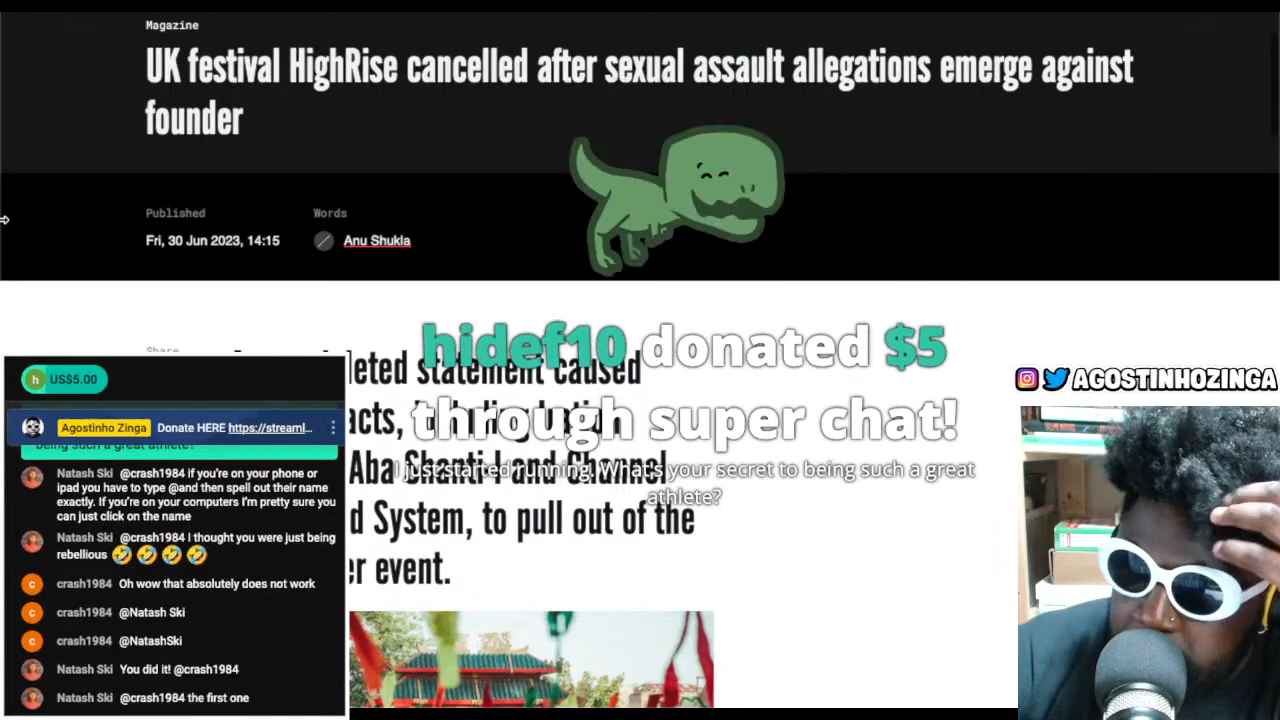 Magazine
UK festival HighRise cancelled after sexual assault allegations emerge against
founder
Published
Words
Fri, 30 Jun 2023, 14:15
Anu Shukla
Share
hidef10 donated $5
through super chat!
I just started running. What's your secret to being such a great
athlete?
leted statement caused
acts, including
Aba Shanti-I and Channel
d System, to pull out of the
er event.
h US$5.00
Agostinho Zinga Donate HERE https://streaml...
being such a great athlete?
Natash Ski @crash1984 if you're on your phone or
ipad you have to type @and then spell out their name
exactly. If you're on your computers I'm pretty sure you
can just click on the name
Natash Ski @crash1984 I thought you were just being
rebellious 🤣 🤣 🤣 🤣
c crash1984 Oh wow that absolutely does not work
c crash1984 @Natash Ski
c crash1984 @NatashSki
Natash Ski You did it! @crash1984
Natash Ski @crash1984 the first one
AGOSTINHOZINGA